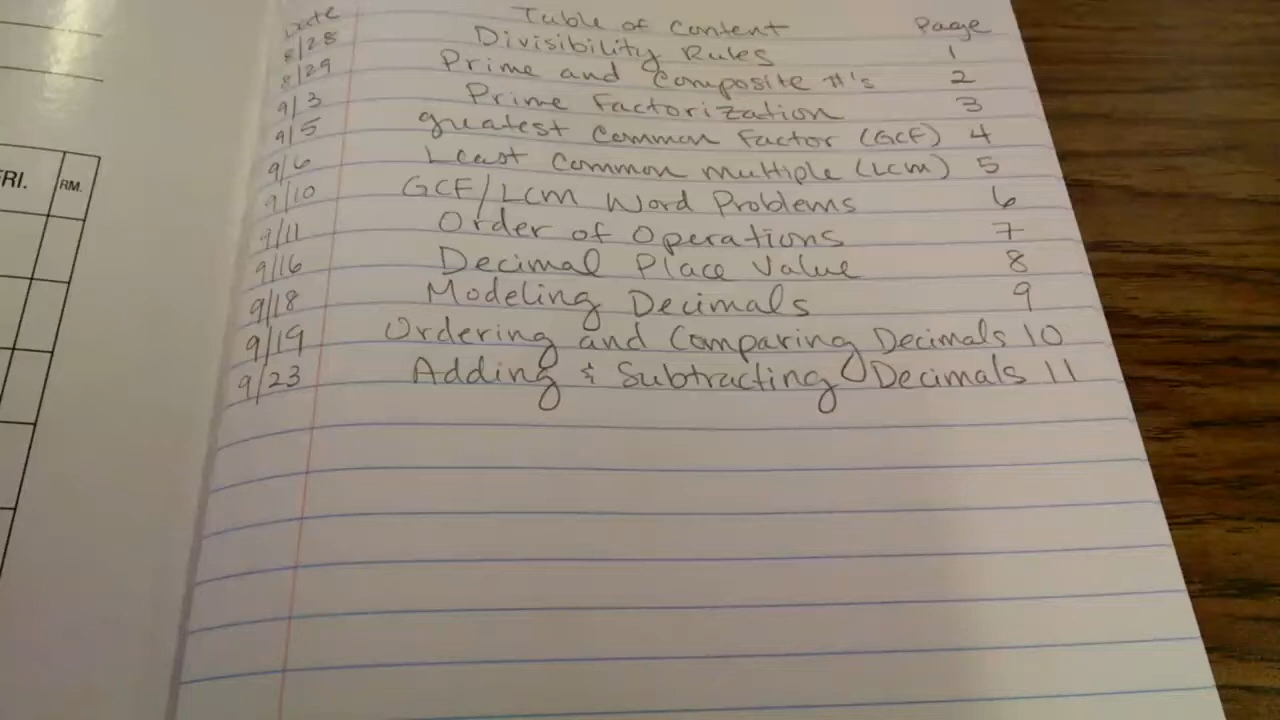 Date Table of Content Page
8/28 Divisibility Rules 1
8/29 Prime and Composite #'s 2
9/3 Prime Factorization 3
9/5 greatest Common Factor (GCF) 4
9/6 Least Common Multiple (LCM) 5
9/10 GCF/LCM Word Problems 6
9/11 Order of Operations 7
9/16 Decimal Place Value 8
9/18 Modeling Decimals 9
9/19 Ordering and Comparing Decimals 10
9/23 Adding & Subtracting Decimals 11
FRI. RM.